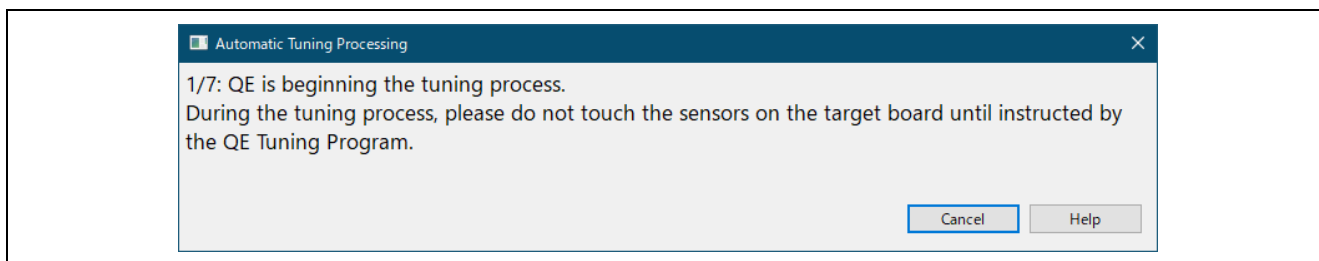 Automatic Tuning Processing
1/7: QE is beginning the tuning process.
During the tuning process, please do not touch the sensors on the target board until instructed by
the QE Tuning Program.
Cancel Help